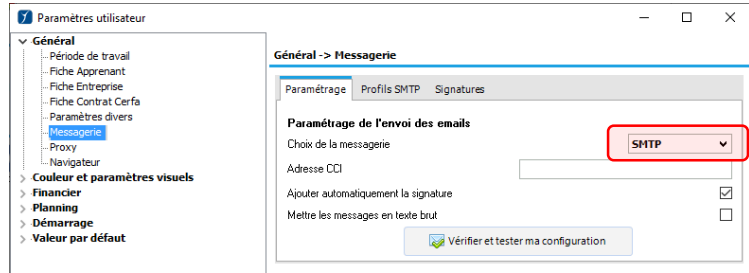 Paramètres utilisateur
Général
Période de travail
Fiche Apprenant
Fiche Entreprise
Fiche Contrat Cerfa
Paramètres divers
Messagerie
Proxy
Navigateur
Couleur et paramètres visuels
Financier
Planning
Démarrage
Valeur par défaut
Général -> Messagerie
Paramétrage Profils SMTP Signatures
Paramétrage de l'envoi des emails
Choix de la messagerie SMTP
Adresse CCI
Ajouter automatiquement la signature
Mettre les messages en texte brut
Vérifier et tester ma configuration